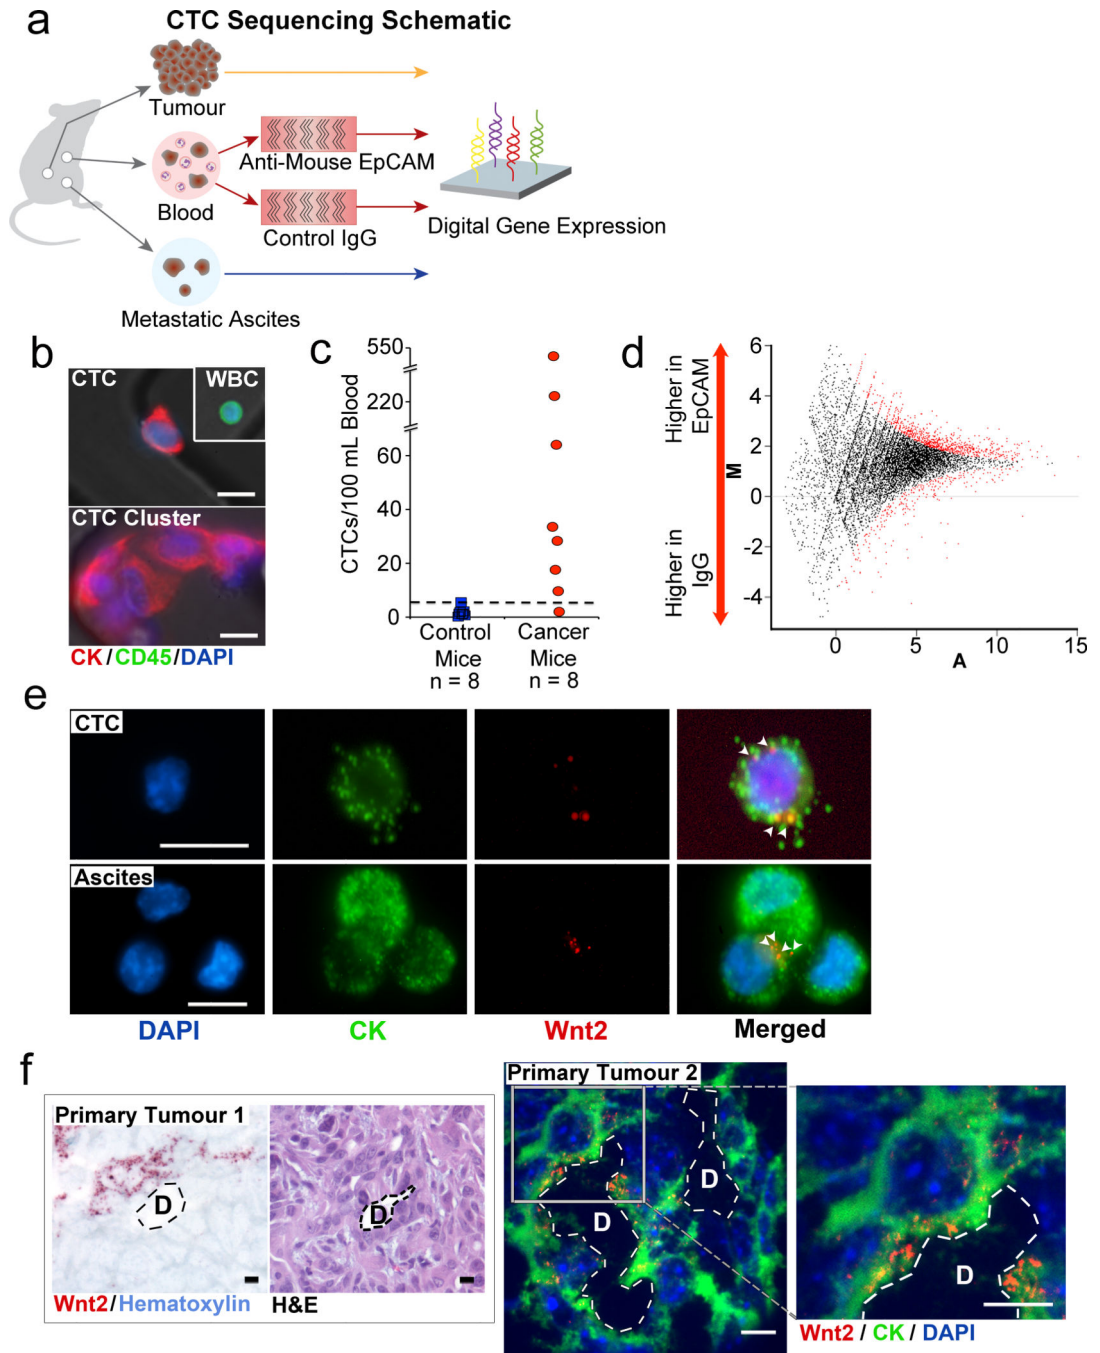 a
CTC Sequencing Schematic
Tumour
Anti-Mouse EpCAM
Blood
Control IgG
Digital Gene Expression
Metastatic Ascites
b
CTC
WBC
CTC Cluster
CK/CD45/DAPI
c
CTCs/100 mL Blood
550
220
60
40
20
0
Control
Mice
n = 8
Cancer
Mice
n = 8
d
Higher in
EpCAM
Higher in
IgG
M
6
4
2
0
-2
-4
0
5
10
15
A
e
CTC
Ascites
DAPI
CK
Wnt2
Merged
f
Primary Tumour 1
D
D
Wnt2/Hematoxylin
H&E
Primary Tumour 2
D
D
D
Wnt2 / CK / DAPI